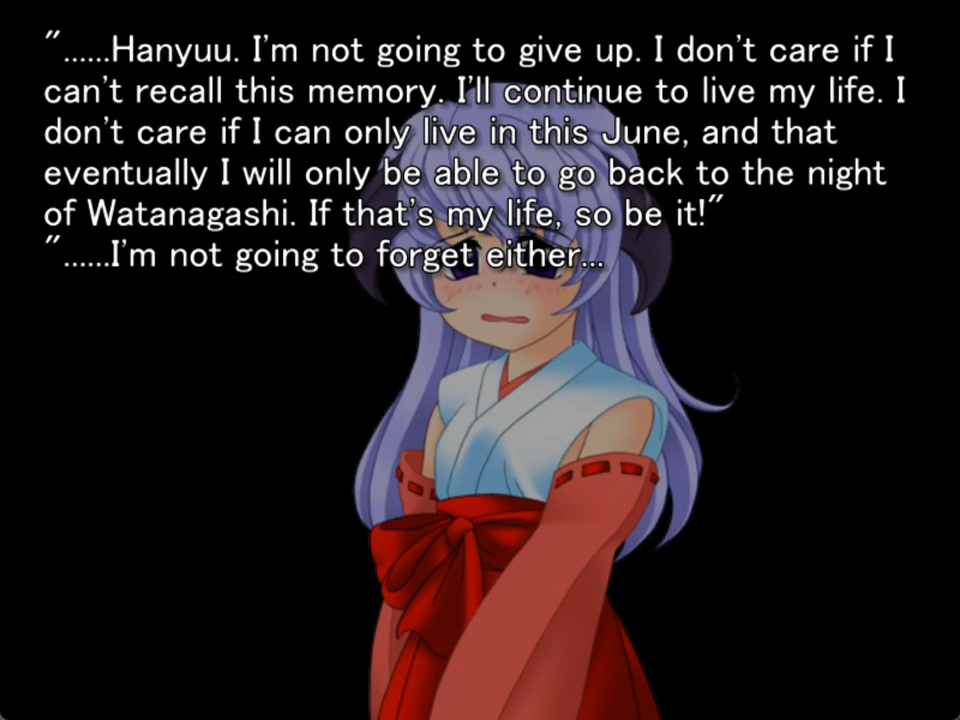 "......Hanyuu. I'm not going to give up. I don't care if I
can't recall this memory. I'll continue to live my life. I
don't care if I can only live in this June, and that
eventually I will only be able to go back to the night
of Watanagashi. If that's my life, so be it!"
"......I'm not going to forget either...